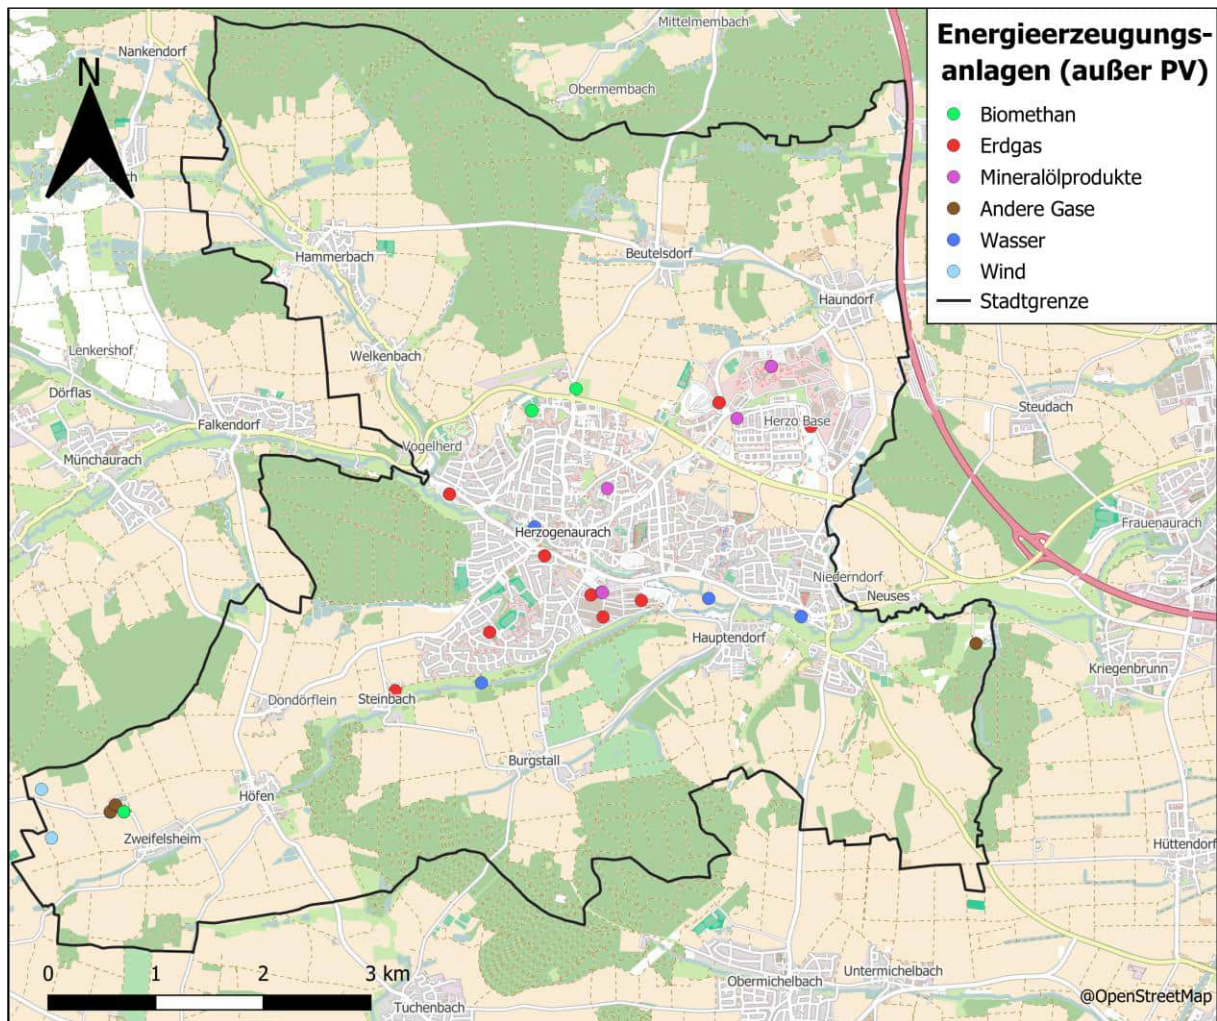 Energieerzeugungs-
anlagen (außer PV)
Biomethan
Erdgas
Mineralölprodukte
Andere Gase
Wasser
Wind
Stadtgrenze
Mittelmembach
Nankendorf
N
Obermembach
Hammerbach
Beutelsdorf
Haundorf
Lenkershof
Welkenbach
Dörflas
Steudach
Falkendorf
Herzo Base
Vogelherd
Münchaurach
Frauenaurach
Herzogenaurach
Niederndorf
Neuses
Hauptendorf
Kriegenbrunn
Dondörflein
Steinbach
Burgstall
Höfen
Zweifelsheim
Hüttendorf
0 1 2 3 km
Untermichelbach
Obermichelbach
Tuchenbach
@OpenStreetMap